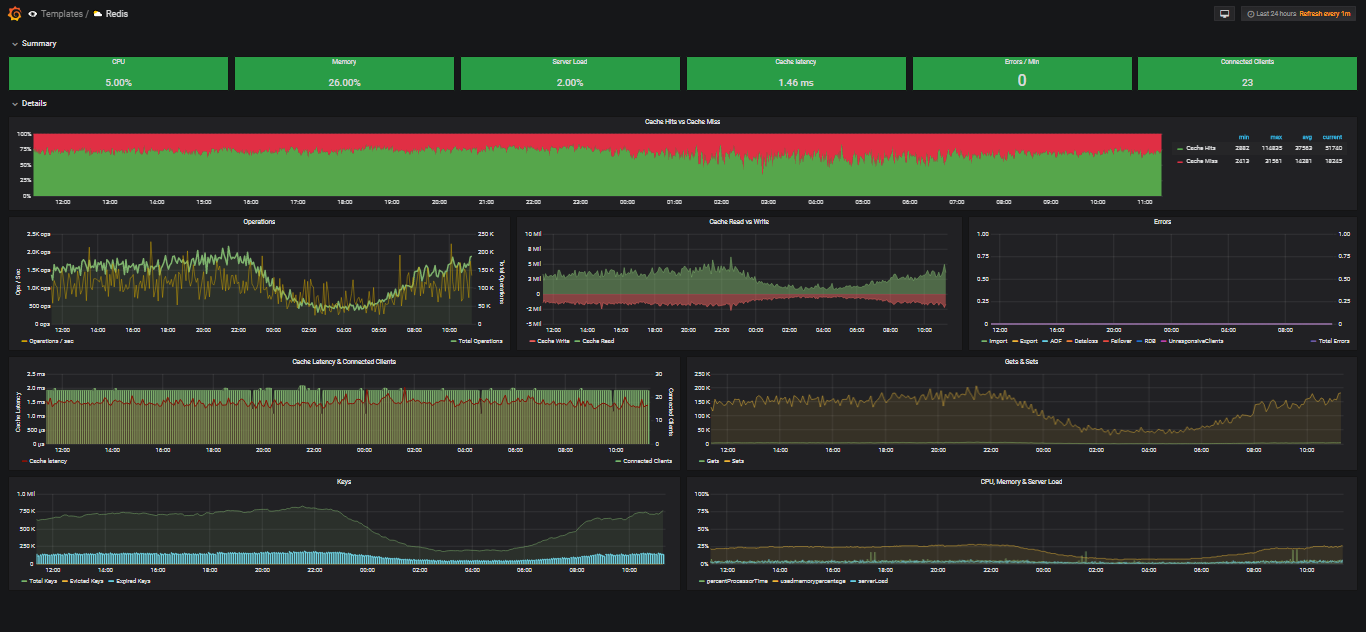 Templates / Redis
Last 24 hours Refresh every 1m
Summary
CPU
5.00%
Memory
26.00%
Server Load
2.00%
Cache latency
1.46 ms
Errors / Min
0
Connected Clients
23
Details
Cache Hits vs Cache Miss
100%
75%
50%
25%
0%
12:00 13:00 14:00 15:00 16:00 17:00 18:00 19:00 20:00 21:00 22:00 23:00 00:00 01:00 02:00 03:00 04:00 05:00 06:00 07:00 08:00 09:00 10:00 11:00
min max avg current
Cache Hits 2882 114835 37563 51740
Cache Miss 2413 31561 14281 18245
Operations
Ops / Sec
2.5K ops
2.0K ops
1.5K ops
1.0K ops
500 ops
0 ops
250 K
200 K
150 K
100 K
50 K
0
Total Operations
12:00 14:00 16:00 18:00 20:00 22:00 00:00 02:00 04:00 06:00 08:00 10:00
Operations / sec
Total Operations
Cache Read vs Write
10 Mil
8 Mil
5 Mil
3 Mil
0
-3 Mil
-5 Mil
12:00 14:00 16:00 18:00 20:00 22:00 00:00 02:00 04:00 06:00 08:00 10:00
Cache Write Cache Read
Errors
1.00
0.75
0.50
0.25
0
1.00
0.75
0.50
0.25
0
12:00 16:00 20:00 00:00 04:00 08:00
Import Export AOF Dataloss Failover RDB UnresponsiveClients
Total Errors
Cache Latency & Connected Clients
Cache Latency
2.5 ms
2.0 ms
1.5 ms
1.0 ms
500 µs
0 µs
30
20
10
0
Connected Clients
12:00 14:00 16:00 18:00 20:00 22:00 00:00 02:00 04:00 06:00 08:00 10:00
Cache latency
Connected Clients
Gets & Sets
250 K
200 K
150 K
100 K
50 K
0
12:00 14:00 16:00 18:00 20:00 22:00 00:00 02:00 04:00 06:00 08:00 10:00
Gets Sets
Keys
1.0 Mil
750 K
500 K
250 K
0
12:00 14:00 16:00 18:00 20:00 22:00 00:00 02:00 04:00 06:00 08:00 10:00
Total Keys Evicted Keys Expired Keys
CPU, Memory & Server Load
100%
75%
50%
25%
0%
12:00 14:00 16:00 18:00 20:00 22:00 00:00 02:00 04:00 06:00 08:00 10:00
percentProcessorTime usedmemorypercentage serverLoad